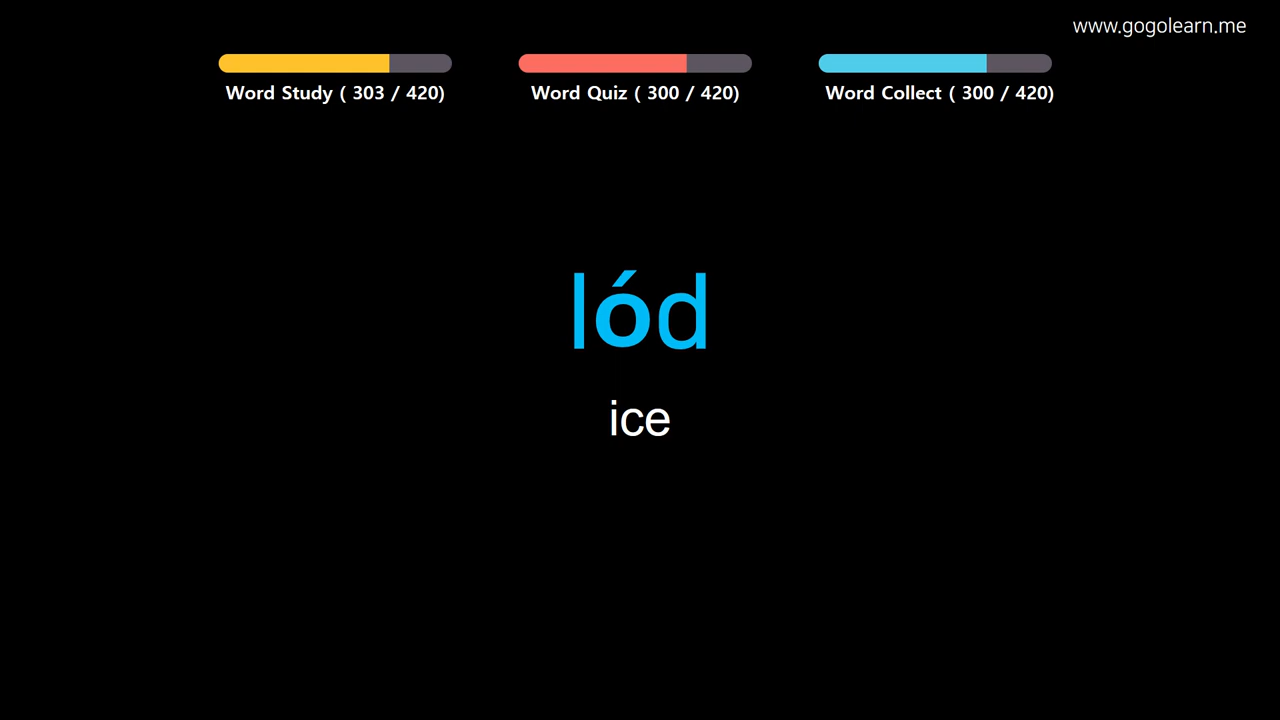 www.gogolearn.me
Word Study ( 303 / 420)
Word Quiz ( 300 / 420)
Word Collect ( 300 / 420)
lód
ice